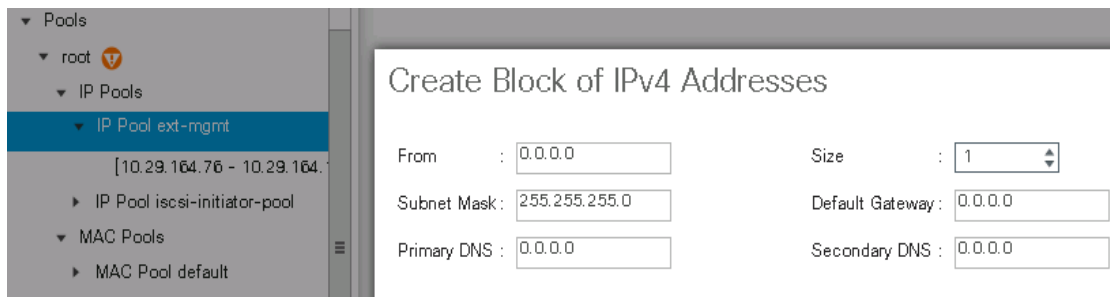 Pools
root
IP Pools
IP Pool ext-mgmt
[10.29.164.76 - 10.29.164.
IP Pool iscsi-initiator-pool
MAC Pools
MAC Pool default
Create Block of IPv4 Addresses
From : 0.0.0.0 Size : 1
Subnet Mask : 255.255.255.0 Default Gateway : 0.0.0.0
Primary DNS : 0.0.0.0 Secondary DNS : 0.0.0.0